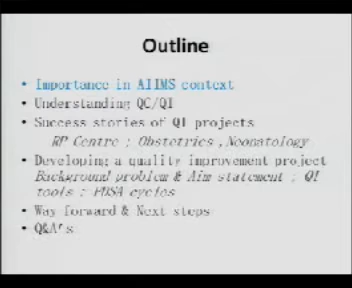 Outline
• Importance in AIIMS context
• Understanding QC/QI
• Success stories of QI projects
RP Centre ; Obstetrics , Neonatology
• Developing a quality improvement project
Background problem & Aim statement ; QI
tools ; PDSA cycles
• Way forward & Next steps
• Q&A's